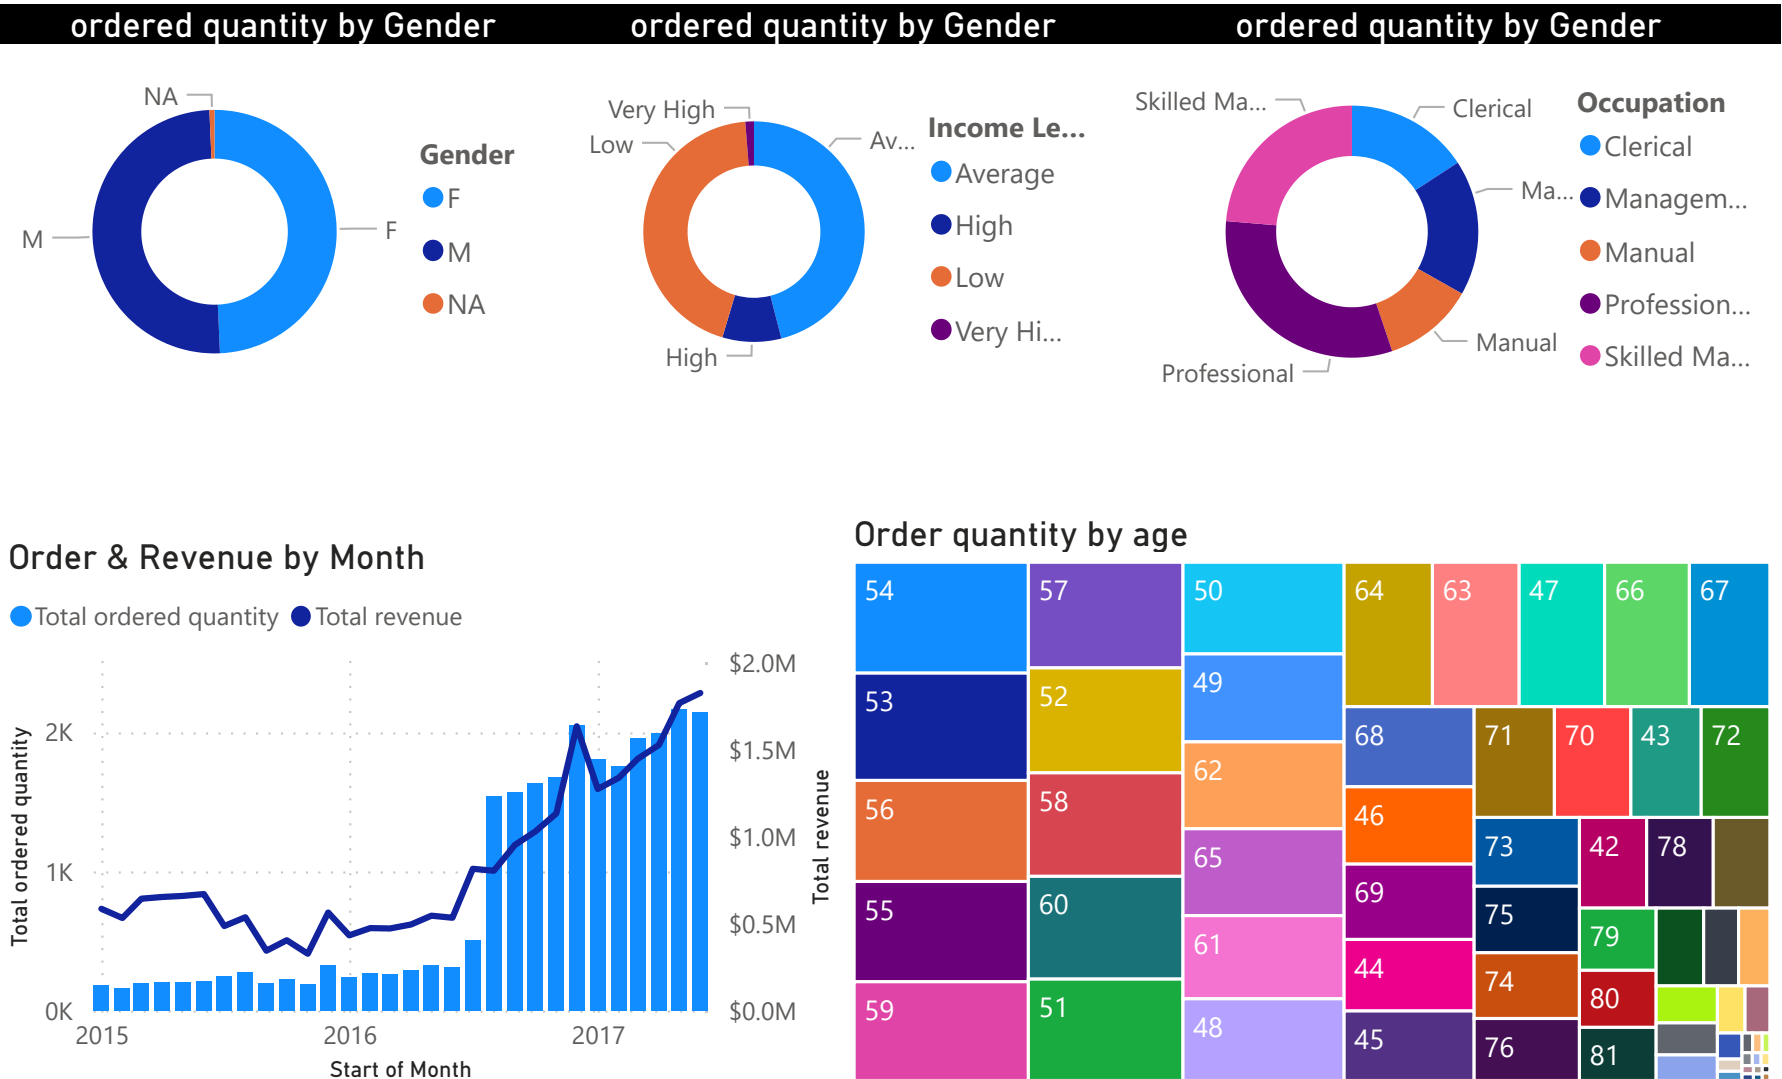 ordered quantity by Gender
ordered quantity by Gender
ordered quantity by Gender
NA
M
F
Gender
F
M
NA
Very High
Low
Av...
High
Income Le...
Average
High
Low
Very Hi...
Skilled Ma...
Clerical
Ma...
Manual
Professional
Occupation
Clerical
Managem...
Manual
Profession...
Skilled Ma...
Order & Revenue by Month
Total ordered quantity
Total revenue
Total ordered quantity
2K
1K
0K
$2.0M
$1.5M
$1.0M
$0.5M
$0.0M
Total revenue
2015
2016
2017
Start of Month
Order quantity by age
54
53
56
55
59
57
52
58
60
51
50
49
62
65
61
48
64
63
47
66
67
68
46
69
44
45
71
70
43
72
73
75
74
76
42
78
79
80
81